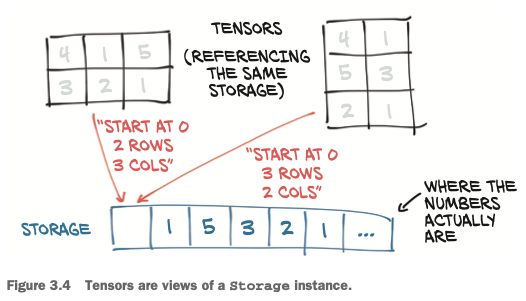 TENSORS
(REFERENCING
THE SAME
STORAGE)
4 1 5
3 2 1
4 1
5 3
2 1
"START AT 0
2 ROWS
3 COLS"
"START AT 0
3 ROWS
2 COLS"
WHERE THE
NUMBERS
ACTUALLY
ARE
STORAGE
1 5 3 2 1 ...
Figure 3.4 Tensors are views of a Storage instance.